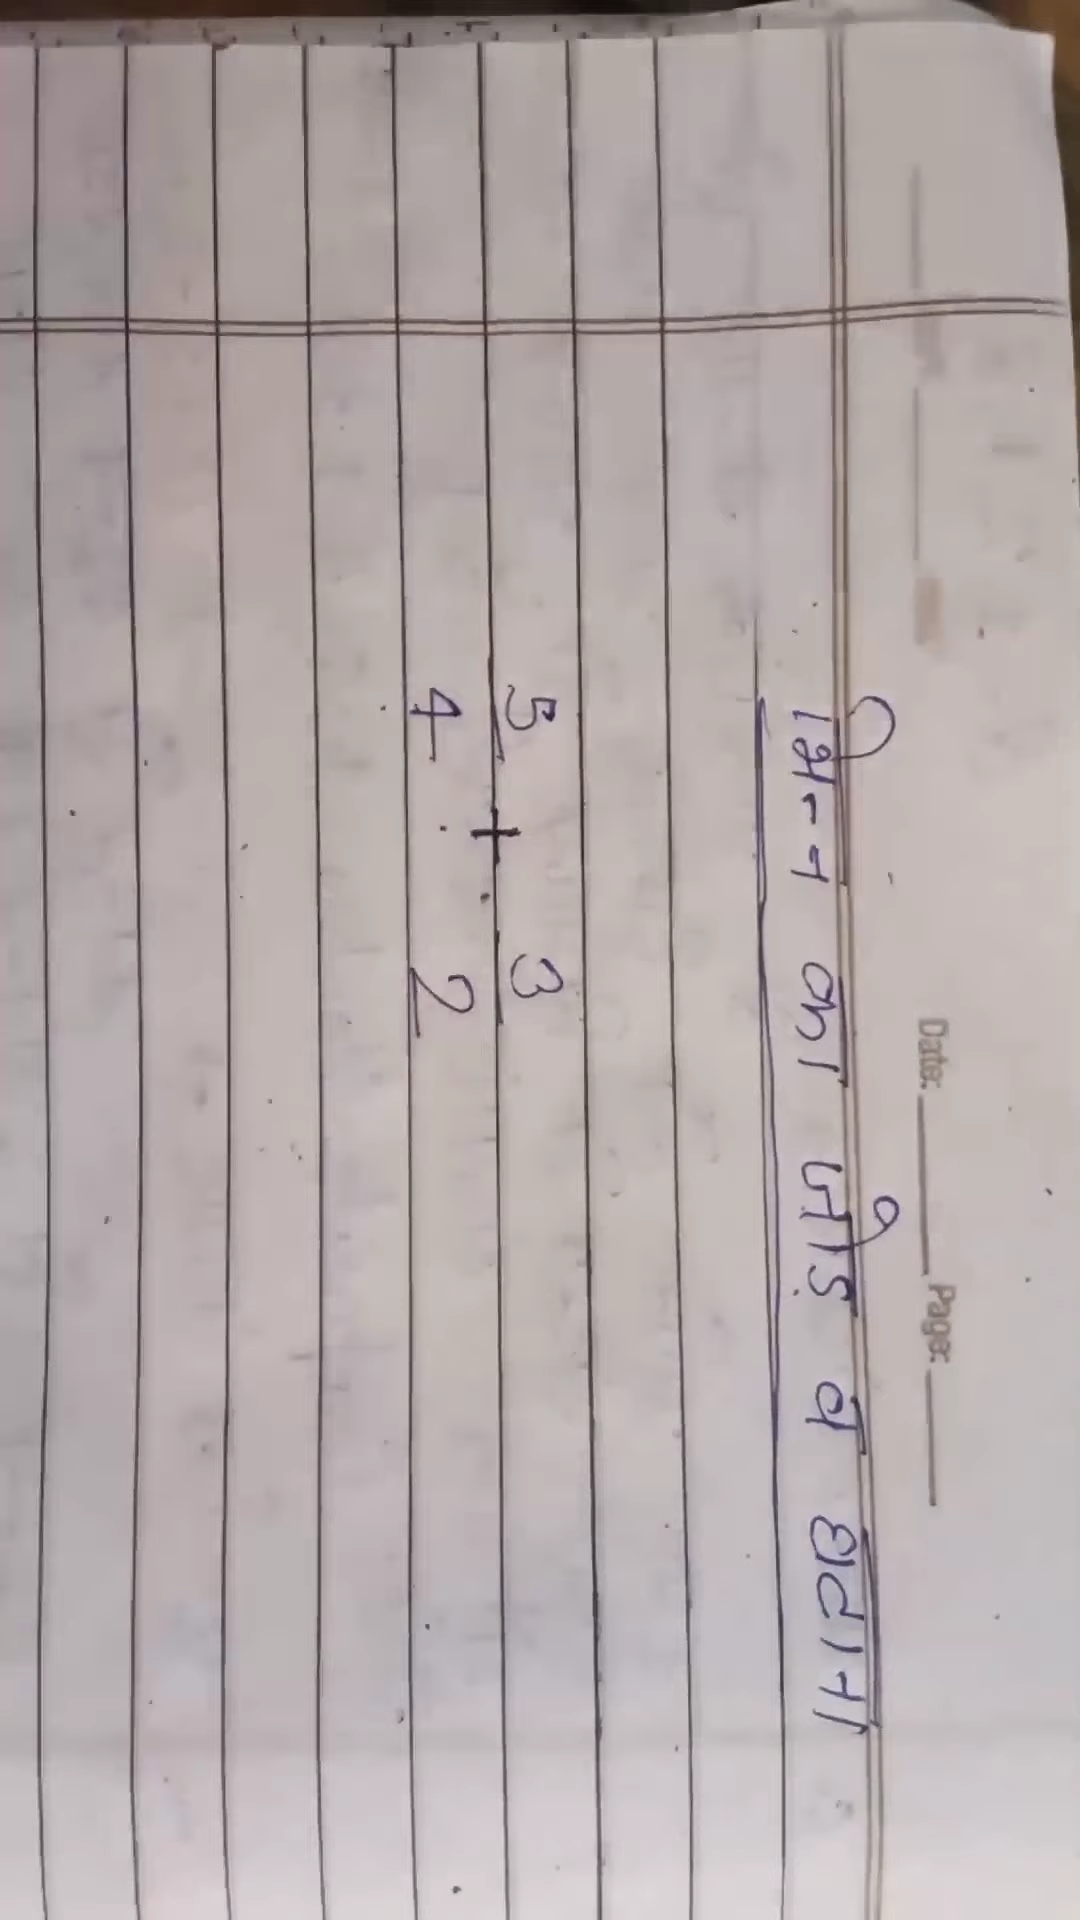 Date: Page:
भिन्न का जोड़ व घटाना
5/4 + 3/2